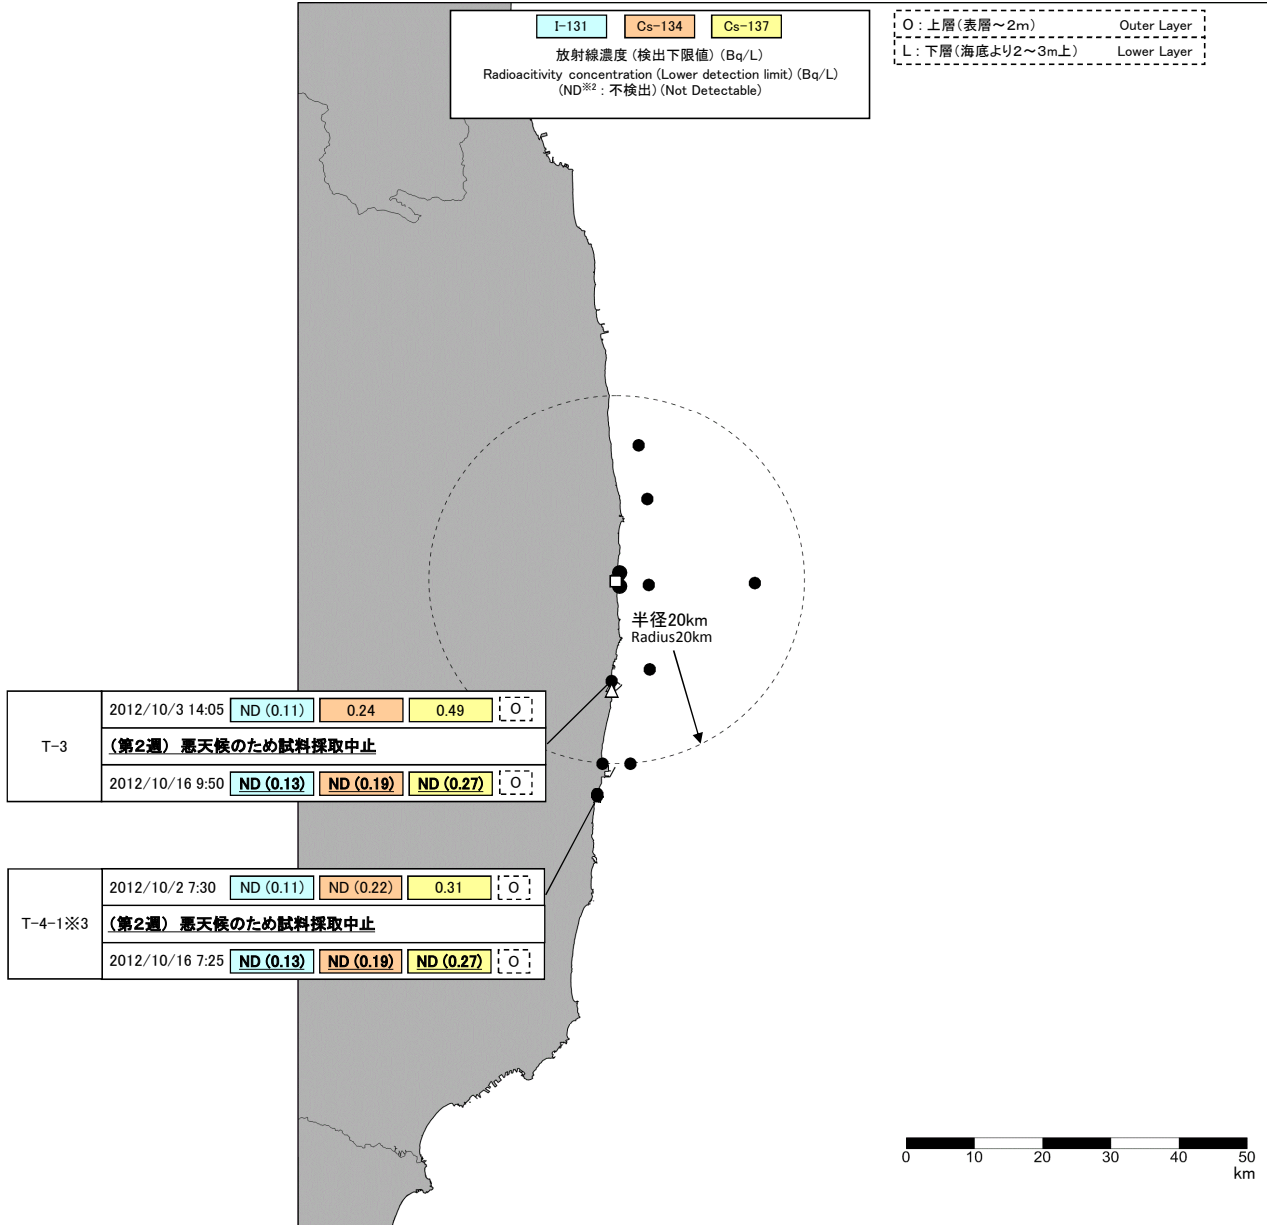 I-131 Cs-134 Cs-137
放射線濃度 (検出下限値) (Bq/L)
Radioacitivity concentration (Lower detection limit) (Bq/L)
(ND※2 : 不検出) (Not Detectable)
O : 上層(表層～2m) Outer Layer
L : 下層(海底より2～3m上) Lower Layer
半径20km
Radius20km
T-3
2012/10/3 14:05 ND (0.11) 0.24 0.49 O
(第2週) 悪天候のため試料採取中止
2012/10/16 9:50 ND (0.13) ND (0.19) ND (0.27) O
T-4-1※3
2012/10/2 7:30 ND (0.11) ND (0.22) 0.31 O
(第2週) 悪天候のため試料採取中止
2012/10/16 7:25 ND (0.13) ND (0.19) ND (0.27) O
0 10 20 30 40 50
km